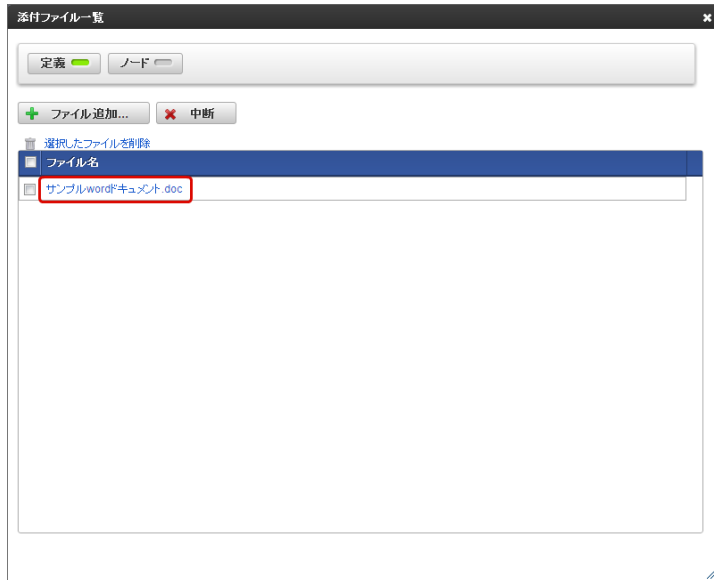 添付ファイル一覧
定義 ノード
ファイル追加... 中断
選択したファイルを削除
ファイル名
サンプルwordドキュメント.doc